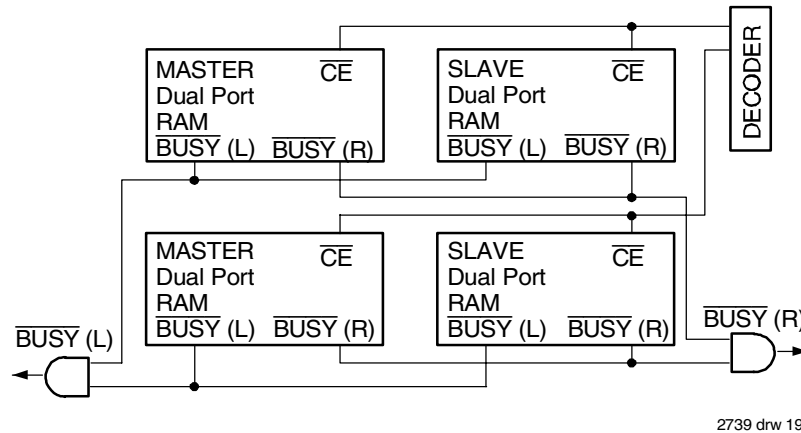 MASTER CE
Dual Port
RAM
BUSY (L) BUSY (R)
SLAVE CE
Dual Port
RAM
BUSY (L) BUSY (R)
DECODER
MASTER CE
Dual Port
RAM
BUSY (L) BUSY (R)
SLAVE CE
Dual Port
RAM
BUSY (L) BUSY (R)
BUSY (L)
BUSY (R)
2739 drw 19